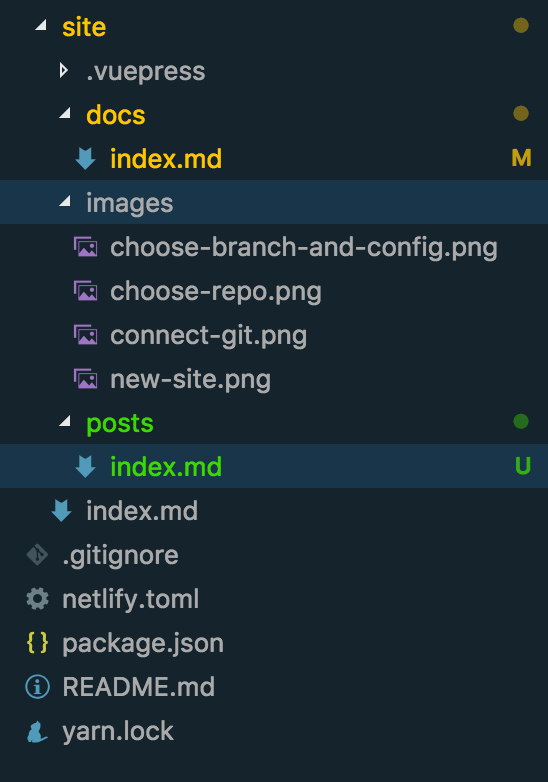 site
.vuepress
docs
index.md M
images
choose-branch-and-config.png
choose-repo.png
connect-git.png
new-site.png
posts
index.md U
index.md
.gitignore
netlify.toml
{ } package.json
README.md
yarn.lock